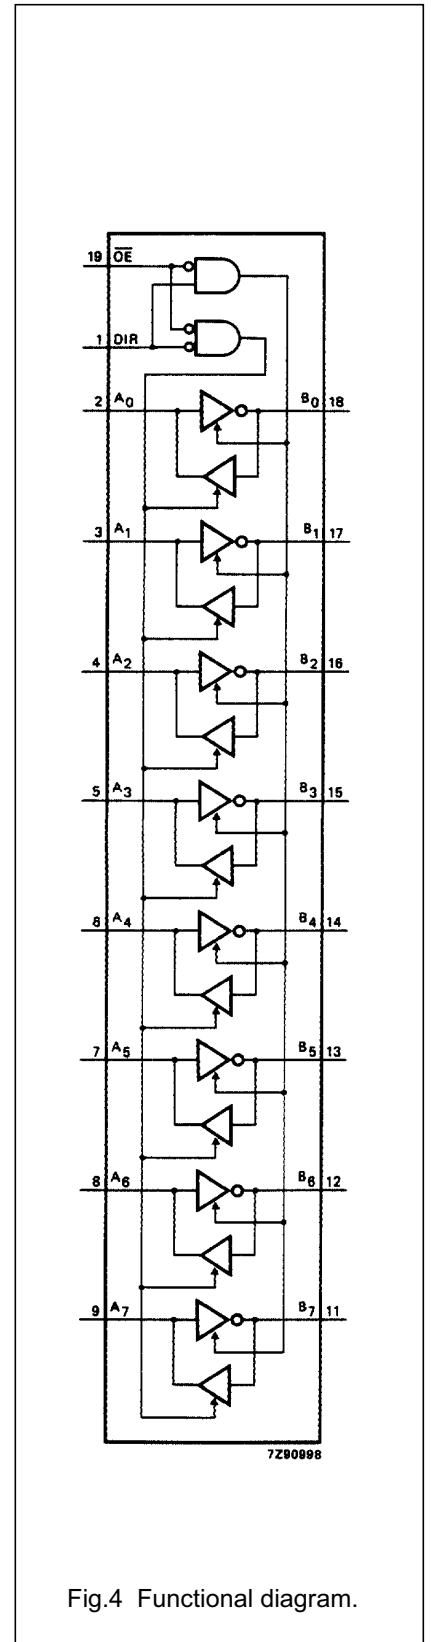 19 O̅E̅
1 DIR
2 A0 B0 18
3 A1 B1 17
4 A2 B2 16
5 A3 B3 15
6 A4 B4 14
7 A5 B5 13
8 A6 B6 12
9 A7 B7 11
7Z90998
Fig.4 Functional diagram.